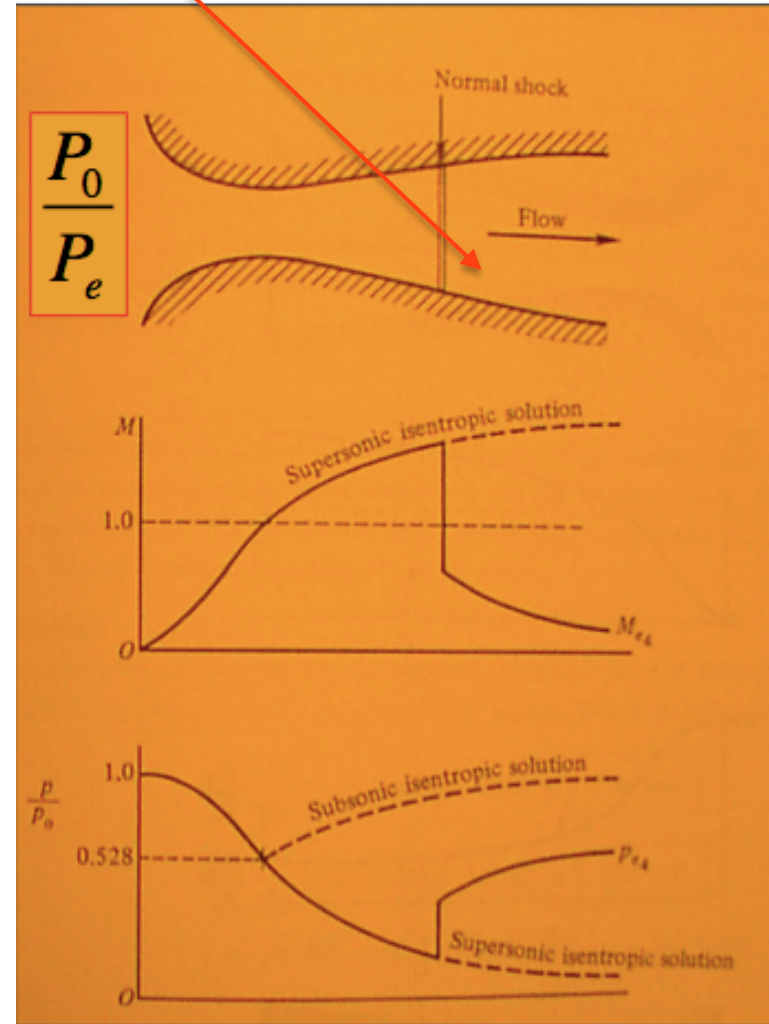 Normal shock
P₀
Pₑ
Flow
M
Supersonic isentropic solution
1.0
Mₑ₄
O
1.0
p
pₒ
Subsonic isentropic solution
0.528
pₑ₄
Supersonic isentropic solution
O